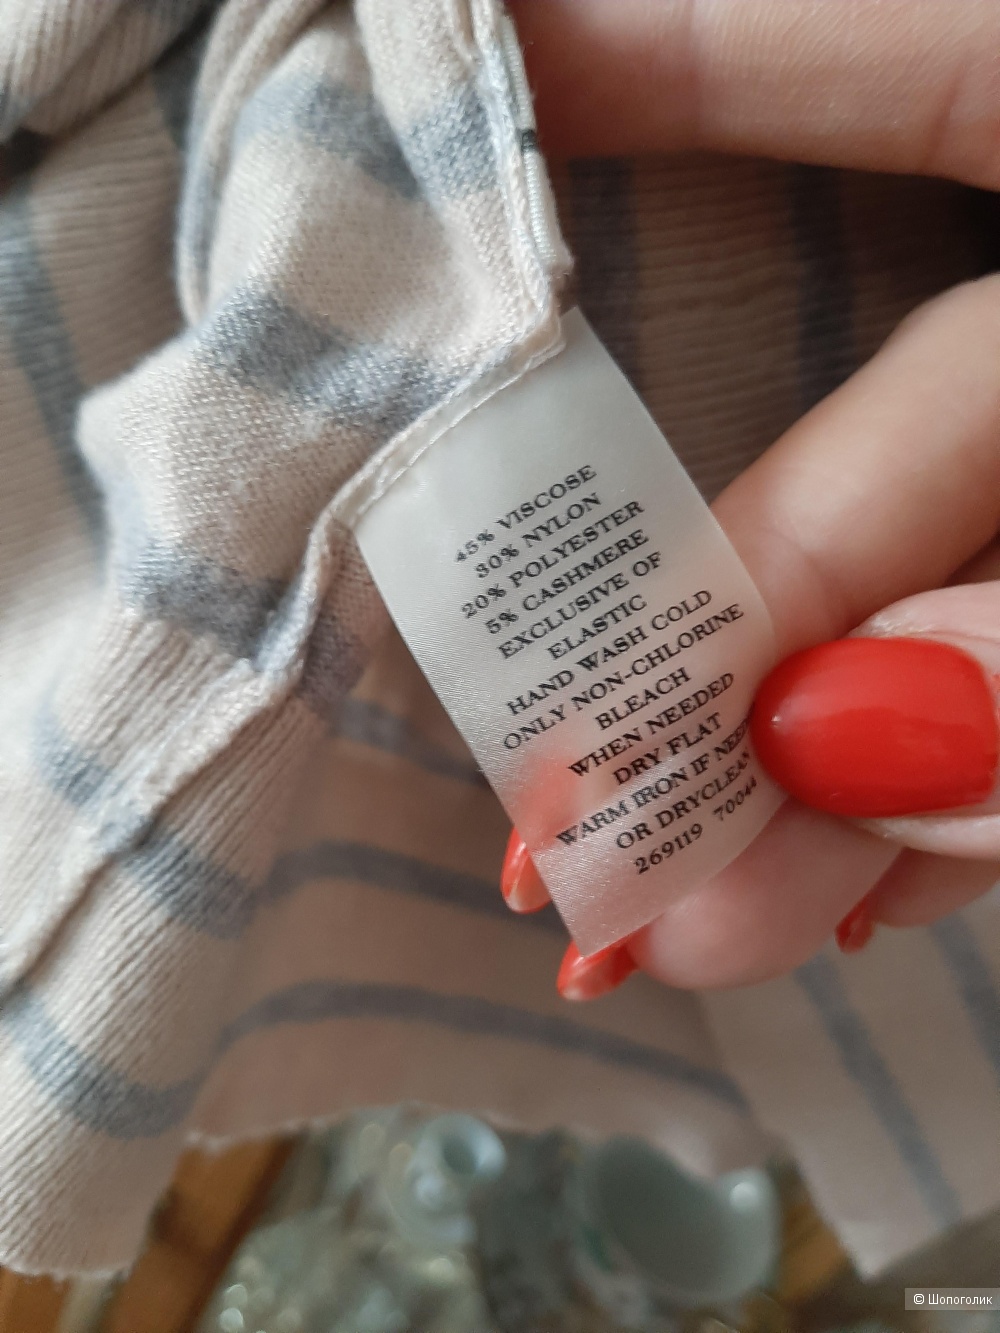 45% VISCOSE
30% NYLON
20% POLYESTER
5% CASHMERE
EXCLUSIVE OF
ELASTIC
HAND WASH COLD
ONLY NON-CHLORINE
BLEACH
WHEN NEEDED
DRY FLAT
WARM IRON IF NEE
OR DRYCLEAN
269119 70044
© Шопоголик